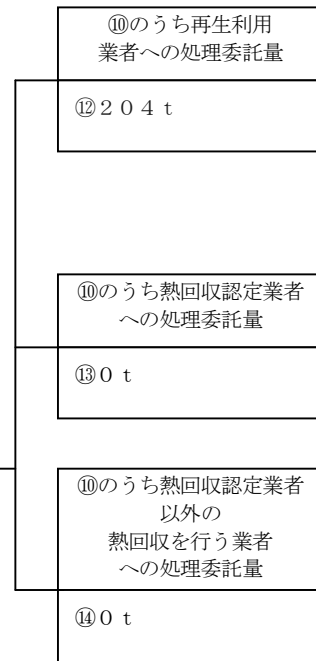 ⑩のうち再生利用
業者への処理委託量
⑫２０４ｔ
⑩のうち熱回収認定業者
への処理委託量
⑬０ｔ
⑩のうち熱回収認定業者
以外の
熱回収を行う業者
への処理委託量
⑭０ｔ